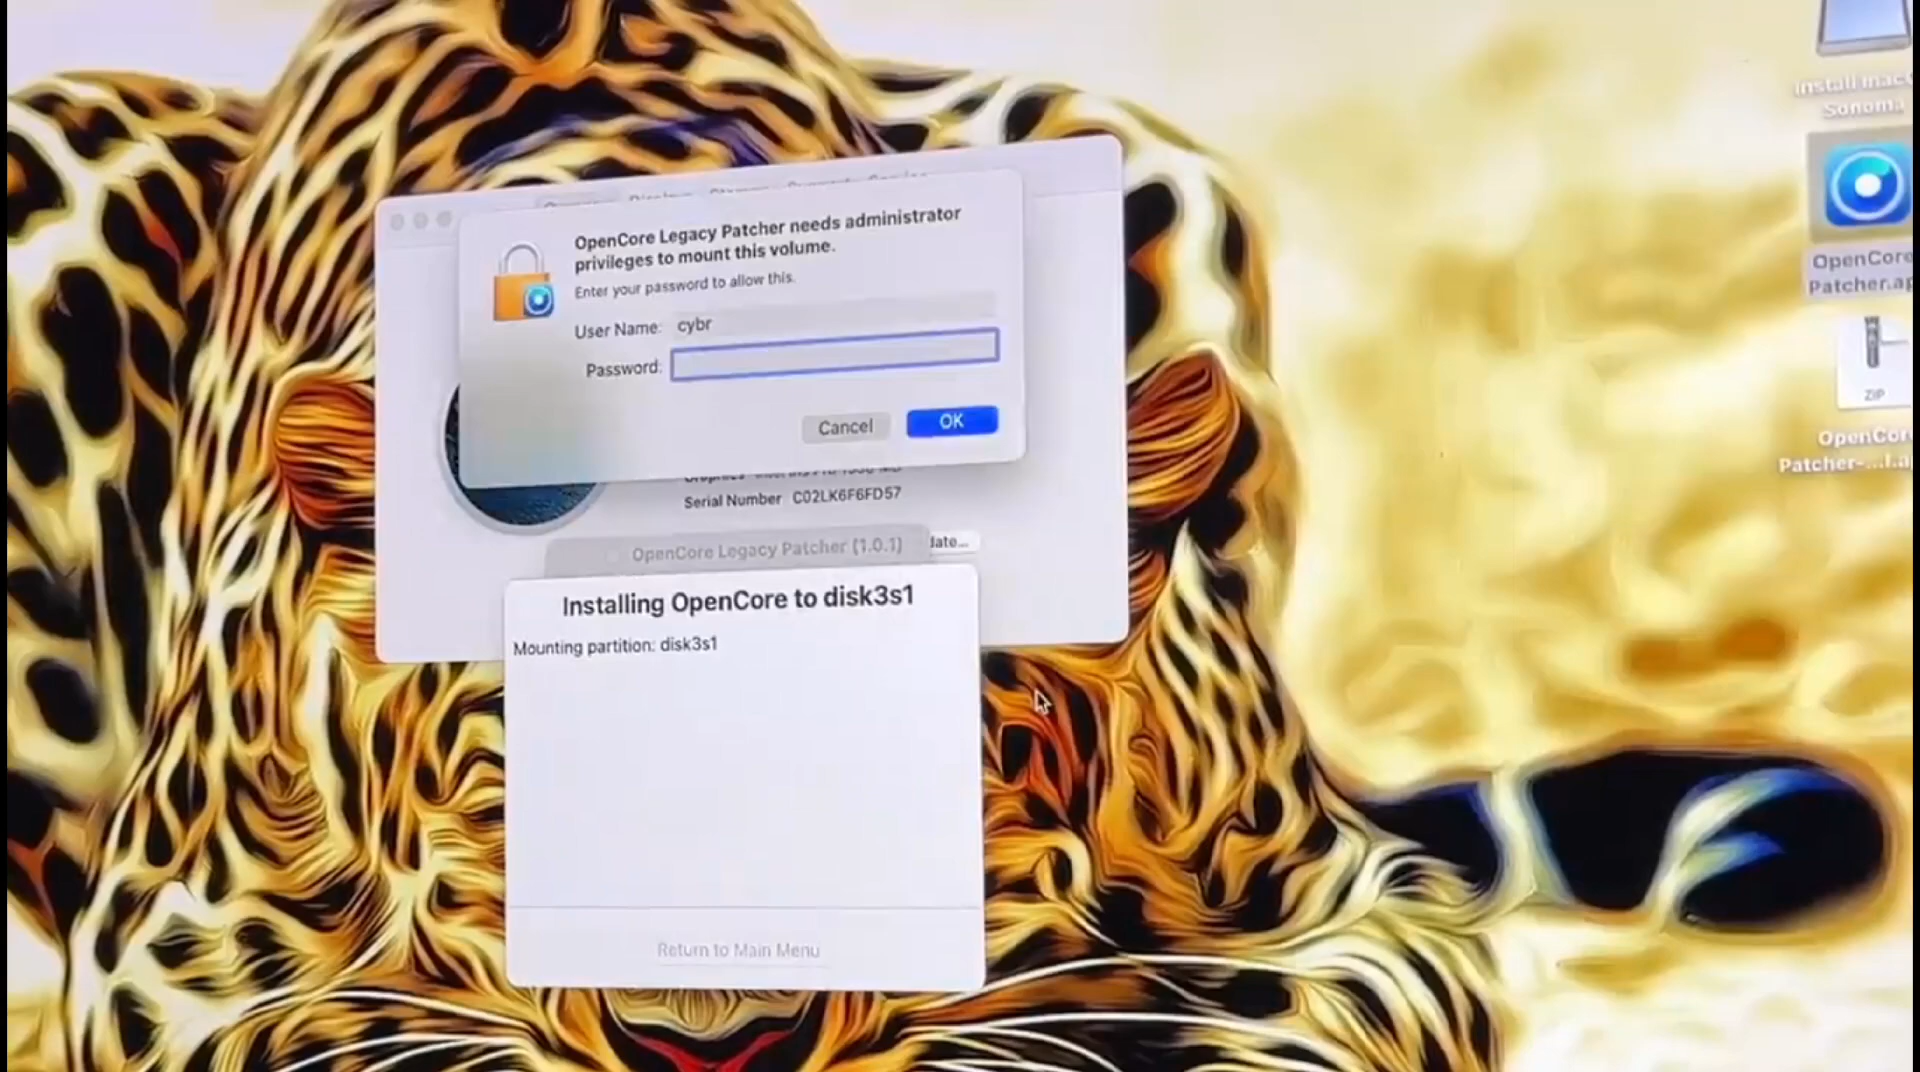 OpenCore Legacy Patcher needs administrator
privileges to mount this volume.
Enter your password to allow this.
User Name: cybr
Password:
Cancel
OK
Serial Number C02LK6F6FD57
OpenCore Legacy Patcher (1.0.1)
date...
Installing OpenCore to disk3s1
Mounting partition: disk3s1
Return to Main Menu
Install mac
Sonoma
OpenCore
Patcher.ap
ZIP
OpenCor
Patcher-...